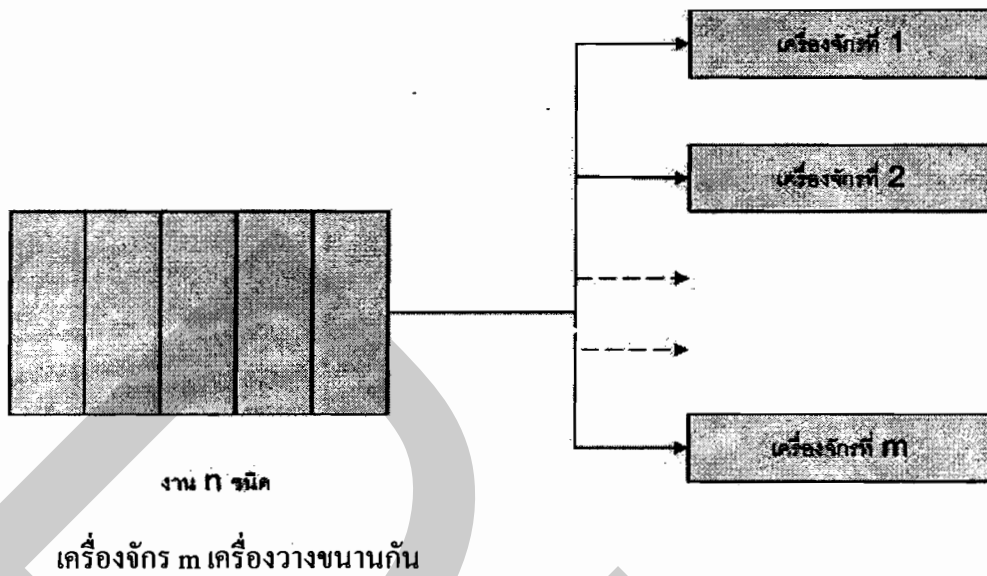 เครื่องจักรที่ 1
เครื่องจักรที่ 2
เครื่องจักรที่ m
งาน n ชนิด
เครื่องจักร m เครื่องวางขนานกัน